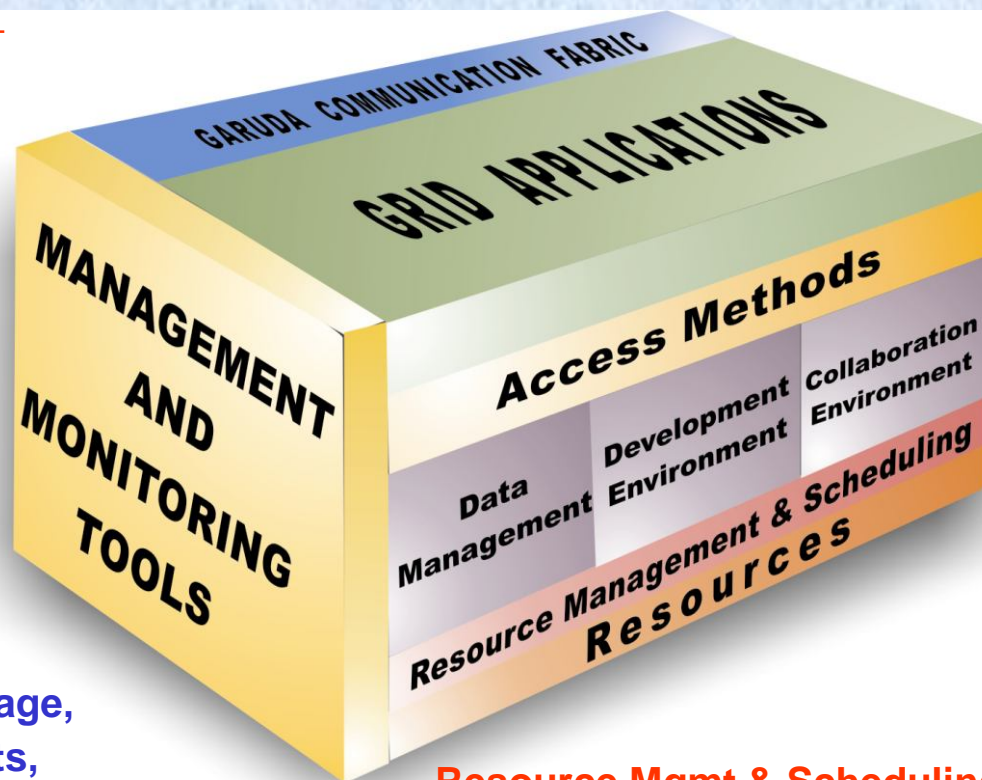 GARUDA COMMUNICATION FABRIC
GRID APPLICATIONS
MANAGEMENT
AND
MONITORING
TOOLS
Access Methods
Data
Management
Development
Environment
Collaboration
Environment
Resource Management & Scheduling
Resources